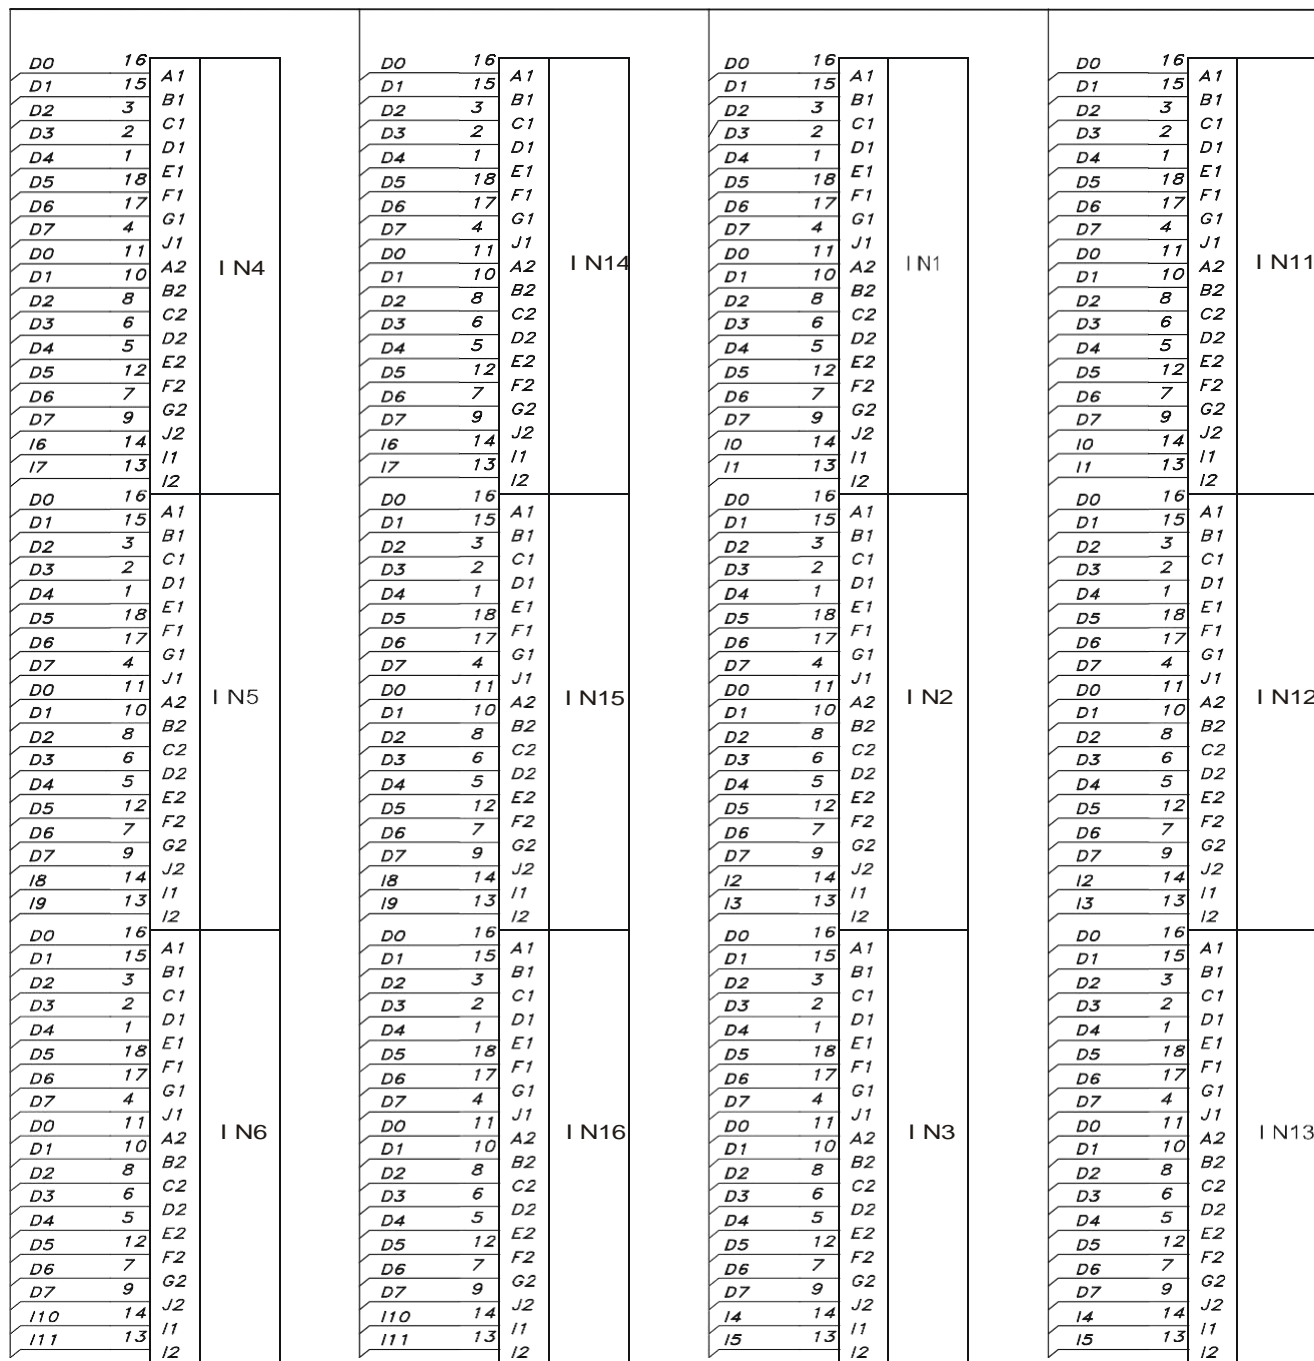 D0 16 A1
D1 15 B1
D2 3 C1
D3 2 D1
D4 1 E1
D5 18 F1
D6 17 G1
D7 4 J1
D0 11 A2 I N4
D1 10 B2
D2 8 C2
D3 6 D2
D4 5 E2
D5 12 F2
D6 7 G2
D7 9 J2
I6 14 I1
I7 13 I2
D0 16 A1
D1 15 B1
D2 3 C1
D3 2 D1
D4 1 E1
D5 18 F1
D6 17 G1
D7 4 J1
D0 11 A2 I N5
D1 10 B2
D2 8 C2
D3 6 D2
D4 5 E2
D5 12 F2
D6 7 G2
D7 9 J2
I8 14 I1
I9 13 I2
D0 16 A1
D1 15 B1
D2 3 C1
D3 2 D1
D4 1 E1
D5 18 F1
D6 17 G1
D7 4 J1
D0 11 A2 I N6
D1 10 B2
D2 8 C2
D3 6 D2
D4 5 E2
D5 12 F2
D6 7 G2
D7 9 J2
I10 14 I1
I11 13 I2
D0 16 A1
D1 15 B1
D2 3 C1
D3 2 D1
D4 1 E1
D5 18 F1
D6 17 G1
D7 4 J1
D0 11 A2 I N14
D1 10 B2
D2 8 C2
D3 6 D2
D4 5 E2
D5 12 F2
D6 7 G2
D7 9 J2
I6 14 I1
I7 13 I2
D0 16 A1
D1 15 B1
D2 3 C1
D3 2 D1
D4 1 E1
D5 18 F1
D6 17 G1
D7 4 J1
D0 11 A2 I N15
D1 10 B2
D2 8 C2
D3 6 D2
D4 5 E2
D5 12 F2
D6 7 G2
D7 9 J2
I8 14 I1
I9 13 I2
D0 16 A1
D1 15 B1
D2 3 C1
D3 2 D1
D4 1 E1
D5 18 F1
D6 17 G1
D7 4 J1
D0 11 A2 I N16
D1 10 B2
D2 8 C2
D3 6 D2
D4 5 E2
D5 12 F2
D6 7 G2
D7 9 J2
I10 14 I1
I11 13 I2
D0 16 A1
D1 15 B1
D2 3 C1
D3 2 D1
D4 1 E1
D5 18 F1
D6 17 G1
D7 4 J1
D0 11 A2 I N1
D1 10 B2
D2 8 C2
D3 6 D2
D4 5 E2
D5 12 F2
D6 7 G2
D7 9 J2
I0 14 I1
I1 13 I2
D0 16 A1
D1 15 B1
D2 3 C1
D3 2 D1
D4 1 E1
D5 18 F1
D6 17 G1
D7 4 J1
D0 11 A2 I N2
D1 10 B2
D2 8 C2
D3 6 D2
D4 5 E2
D5 12 F2
D6 7 G2
D7 9 J2
I2 14 I1
I3 13 I2
D0 16 A1
D1 15 B1
D2 3 C1
D3 2 D1
D4 1 E1
D5 18 F1
D6 17 G1
D7 4 J1
D0 11 A2 I N3
D1 10 B2
D2 8 C2
D3 6 D2
D4 5 E2
D5 12 F2
D6 7 G2
D7 9 J2
I4 14 I1
I5 13 I2
D0 16 A1
D1 15 B1
D2 3 C1
D3 2 D1
D4 1 E1
D5 18 F1
D6 17 G1
D7 4 J1
D0 11 A2 I N11
D1 10 B2
D2 8 C2
D3 6 D2
D4 5 E2
D5 12 F2
D6 7 G2
D7 9 J2
I0 14 I1
I1 13 I2
D0 16 A1
D1 15 B1
D2 3 C1
D3 2 D1
D4 1 E1
D5 18 F1
D6 17 G1
D7 4 J1
D0 11 A2 I N12
D1 10 B2
D2 8 C2
D3 6 D2
D4 5 E2
D5 12 F2
D6 7 G2
D7 9 J2
I2 14 I1
I3 13 I2
D0 16 A1
D1 15 B1
D2 3 C1
D3 2 D1
D4 1 E1
D5 18 F1
D6 17 G1
D7 4 J1
D0 11 A2 I N13
D1 10 B2
D2 8 C2
D3 6 D2
D4 5 E2
D5 12 F2
D6 7 G2
D7 9 J2
I4 14 I1
I5 13 I2